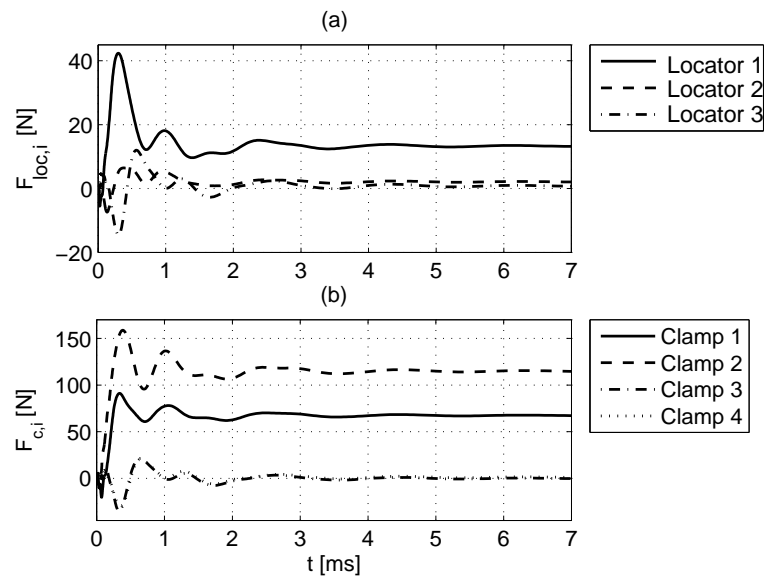 (a)
F_loc,i [N]
40
20
0
−20
0 1 2 3 4 5 6 7
Locator 1
Locator 2
Locator 3
(b)
F_c,i [N]
150
100
50
0
0 1 2 3 4 5 6 7
t [ms]
Clamp 1
Clamp 2
Clamp 3
Clamp 4